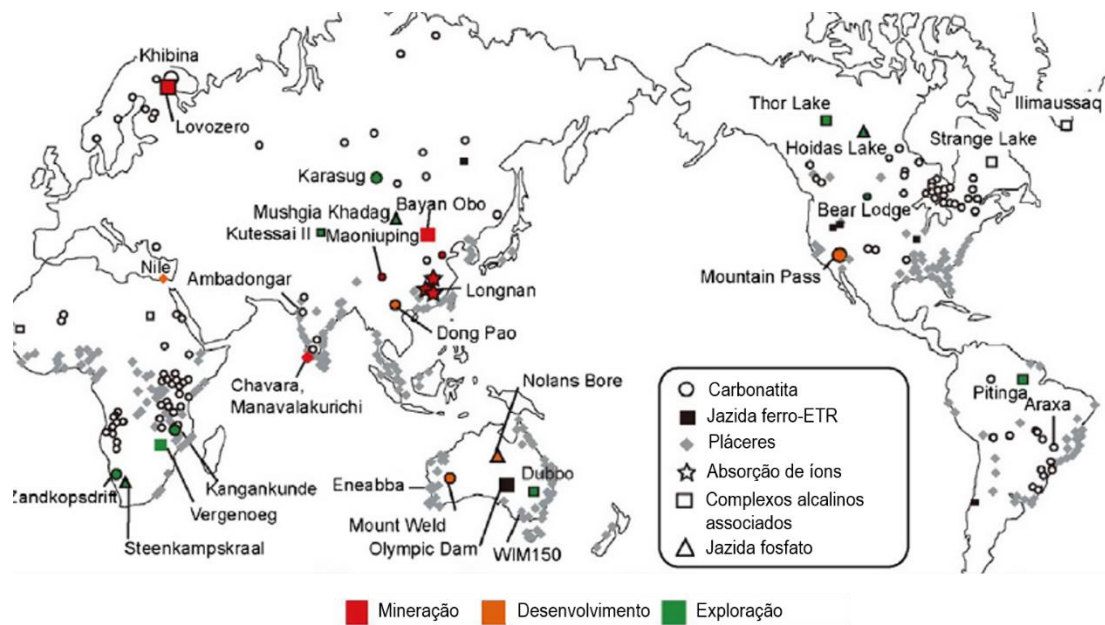 Khibina
Lovozero
Thor Lake
Ilimaussaq
Hoidas Lake
Strange Lake
Karasug
Mushgia Khadag
Bayan Obo
Kutessai II
Maoniuping
Bear Lodge
Nile
Ambadongar
Longnan
Mountain Pass
Dong Pao
Chavara,
Manavalakurichi
Nolans Bore
Pitinga
Araxa
Eneabba
Dubbo
Zandkopsdrift
Kangankunde
Vergenoeg
Steenkampskraal
Mount Weld
Olympic Dam
WIM150
Carbonatita
Jazida ferro-ETR
Pláceres
Absorção de íons
Complexos alcalinos
associados
Jazida fosfato
Mineração
Desenvolvimento
Exploração